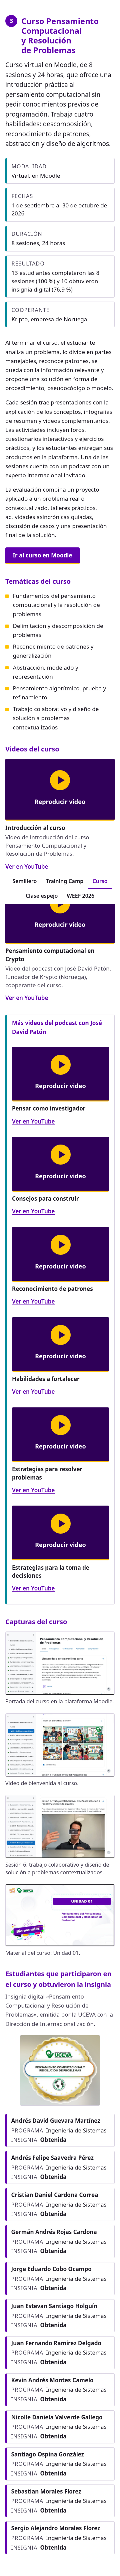 3 Curso Pensamiento
Computacional
y Resolución
de Problemas
Curso virtual en Moodle, de 8
sesiones y 24 horas, que ofrece una
introducción práctica al
pensamiento computacional sin
pedir conocimientos previos de
programación. Trabaja cuatro
habilidades: descomposición,
reconocimiento de patrones,
abstracción y diseño de algoritmos.
MODALIDAD
Virtual, en Moodle
FECHAS
1 de septiembre al 30 de octubre de
2026
DURACIÓN
8 sesiones, 24 horas
RESULTADO
13 estudiantes completaron las 8
sesiones (100 %) y 10 obtuvieron
insignia digital (76,9 %)
COOPERANTE
Kripto, empresa de Noruega
Al terminar el curso, el estudiante
analiza un problema, lo divide en partes
manejables, reconoce patrones, se
queda con la información relevante y
propone una solución en forma de
procedimiento, pseudocódigo o modelo.
Cada sesión trae presentaciones con la
explicación de los conceptos, infografías
de resumen y videos complementarios.
Las actividades incluyen foros,
cuestionarios interactivos y ejercicios
prácticos, y los estudiantes entregan sus
productos en la plataforma. Una de las
sesiones cuenta con un podcast con un
experto internacional invitado.
La evaluación combina un proyecto
aplicado a un problema real o
contextualizado, talleres prácticos,
actividades asincrónicas guiadas,
discusión de casos y una presentación
final de la solución.
Ir al curso en Moodle
Temáticas del curso
Fundamentos del pensamiento
computacional y la resolución de
problemas
Delimitación y descomposición de
problemas
Reconocimiento de patrones y
generalización
Abstracción, modelado y
representación
Pensamiento algorítmico, prueba y
refinamiento
Trabajo colaborativo y diseño de
solución a problemas
contextualizados
Videos del curso
Reproducir video
Introducción al curso
Video de introducción del curso
Pensamiento Computacional y
Resolución de Problemas.
Ver en YouTube
Semillero Training Camp Curso
Clase espejo WEEF 2026
Reproducir video
Pensamiento computacional en
Crypto
Video del podcast con José David Patón,
fundador de Krypto (Noruega),
cooperante del curso.
Ver en YouTube
Más videos del podcast con José
David Patón
Reproducir video
Pensar como investigador
Ver en YouTube
Reproducir video
Consejos para construir
Ver en YouTube
Reproducir video
Reconocimiento de patrones
Ver en YouTube
Reproducir video
Habilidades a fortalecer
Ver en YouTube
Reproducir video
Estrategias para resolver
problemas
Ver en YouTube
Reproducir video
Estrategias para la toma de
decisiones
Ver en YouTube
Capturas del curso
Pensamiento Computacional y Resolución
de Problemas
Portada del curso en la plataforma Moodle.
Video de bienvenida al curso.
Sesión 6: trabajo colaborativo y diseño de
solución a problemas contextualizados.
UCEVA
UNIDAD 01
Material del curso: Unidad 01.
Estudiantes que participaron en
el curso y obtuvieron la insignia
Insignia digital «Pensamiento
Computacional y Resolución de
Problemas», emitida por la UCEVA con la
Dirección de Internacionalización.
UCEVA
PENSAMIENTO COMPUTACIONAL Y
RESOLUCIÓN DE PROBLEMAS
Andrés David Guevara Martínez
PROGRAMA Ingeniería de Sistemas
INSIGNIA Obtenida
Andrés Felipe Saavedra Pérez
PROGRAMA Ingeniería de Sistemas
INSIGNIA Obtenida
Cristian Daniel Cardona Correa
PROGRAMA Ingeniería de Sistemas
INSIGNIA Obtenida
Germán Andrés Rojas Cardona
PROGRAMA Ingeniería de Sistemas
INSIGNIA Obtenida
Jorge Eduardo Cobo Ocampo
PROGRAMA Ingeniería de Sistemas
INSIGNIA Obtenida
Juan Estevan Santiago Holguín
PROGRAMA Ingeniería de Sistemas
INSIGNIA Obtenida
Juan Fernando Ramírez Delgado
PROGRAMA Ingeniería de Sistemas
INSIGNIA Obtenida
Kevin Andrés Montes Camelo
PROGRAMA Ingeniería de Sistemas
INSIGNIA Obtenida
Nicolle Daniela Valverde Gallego
PROGRAMA Ingeniería de Sistemas
INSIGNIA Obtenida
Santiago Ospina González
PROGRAMA Ingeniería de Sistemas
INSIGNIA Obtenida
Sebastian Morales Florez
PROGRAMA Ingeniería de Sistemas
INSIGNIA Obtenida
Sergio Alejandro Morales Florez
PROGRAMA Ingeniería de Sistemas
INSIGNIA Obtenida